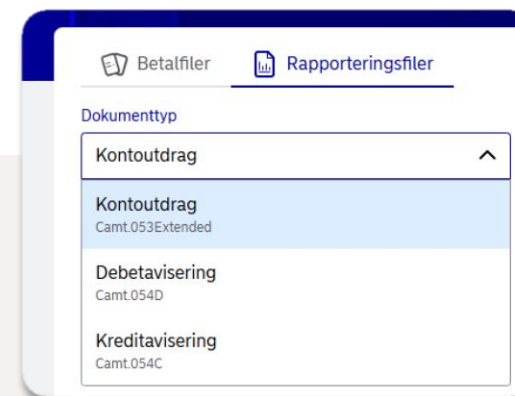 Betalfiler
Rapporteringsfiler
Dokumenttyp
Kontoutdrag
Kontoutdrag
Camt.053Extended
Debetavisering
Camt.054D
Kreditavisering
Camt.054C